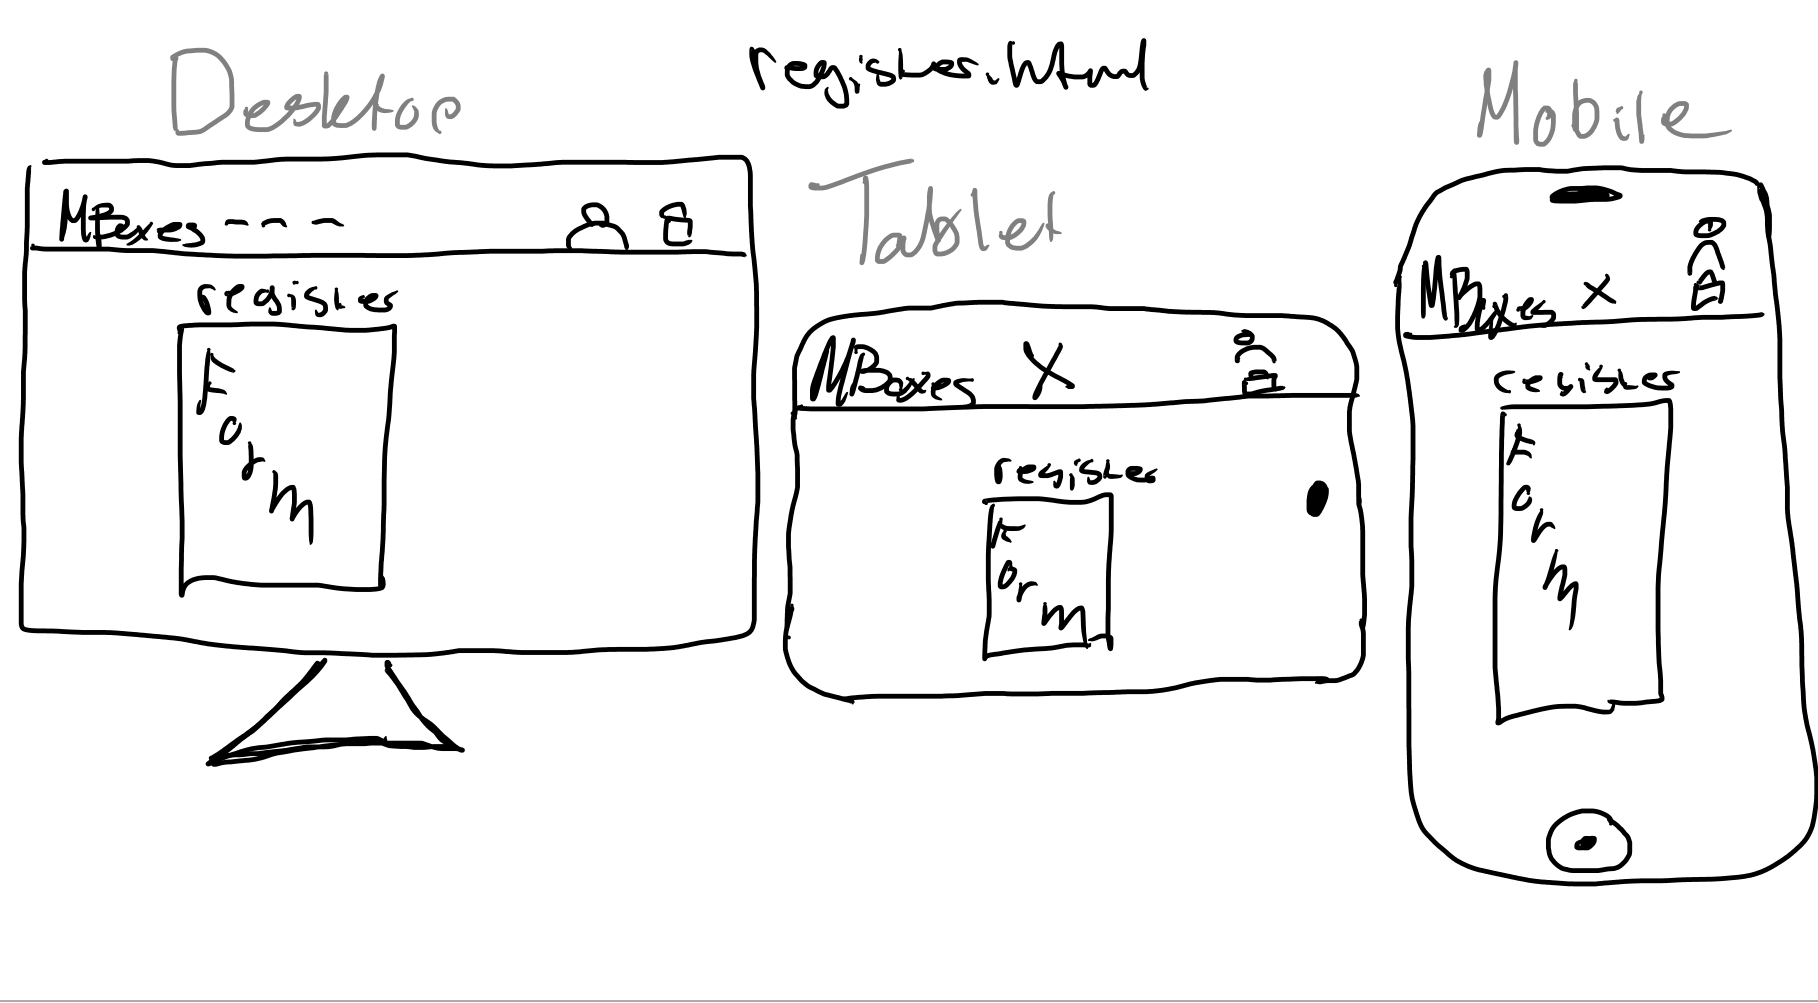 register.html
Desktop
MBoxes - - -
register
Form
Tablet
MBoxes X
register
Form
Mobile
MBoxes X
register
Form